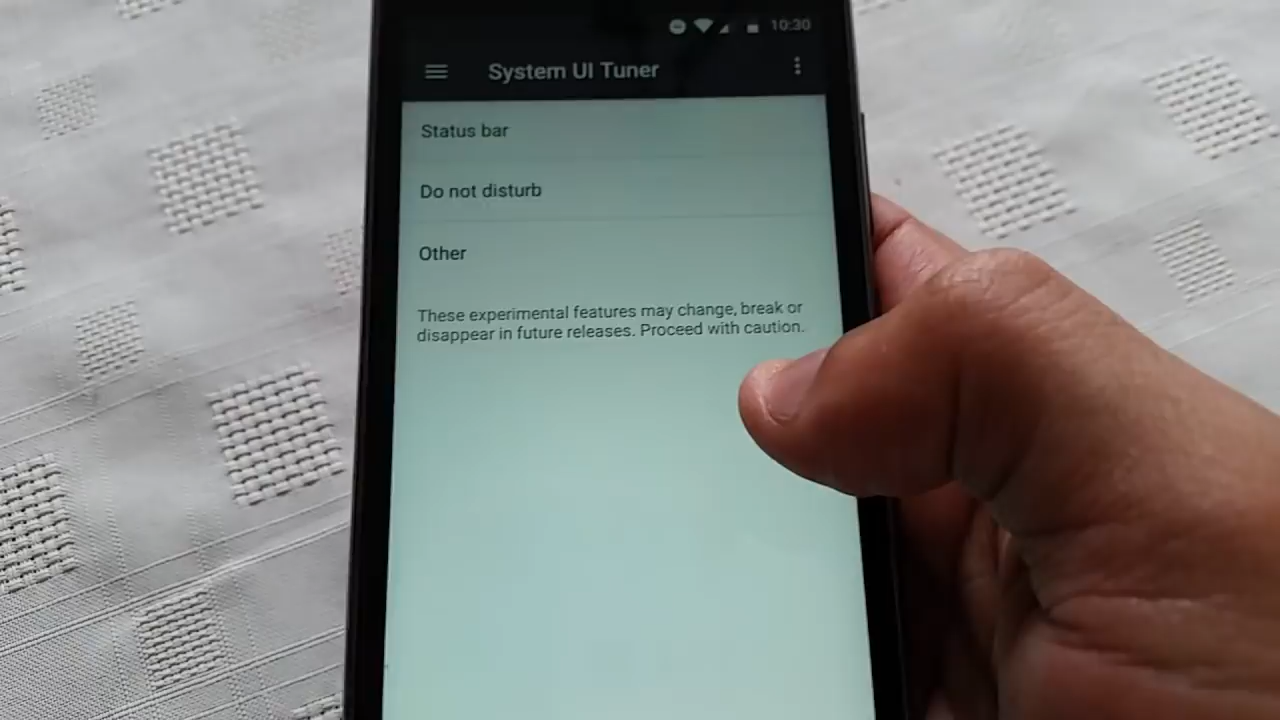 10:30
System UI Tuner
Status bar
Do not disturb
Other
These experimental features may change, break or
disappear in future releases. Proceed with caution.